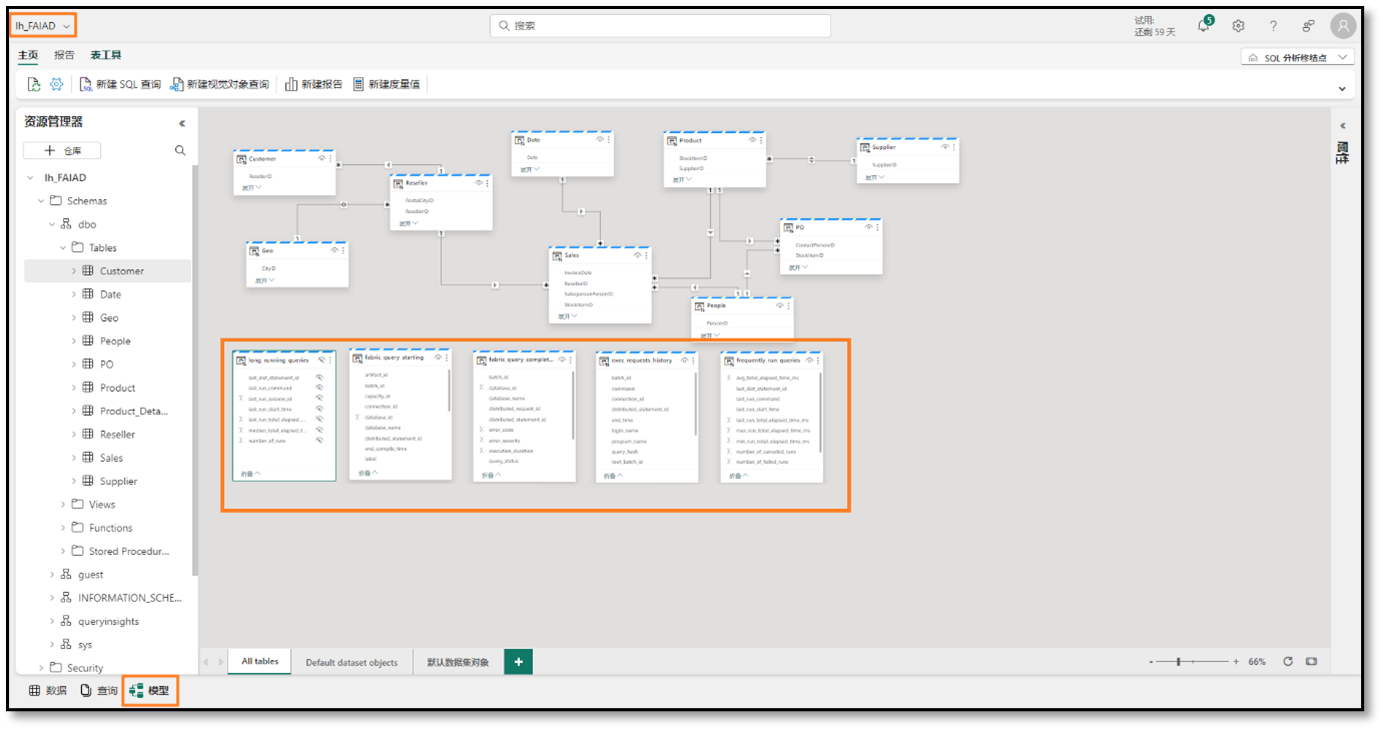 lh_FAIAD
搜索
试用:
还剩 59 天
5
主页 报告 表工具
SQL 分析终结点
新建 SQL 查询 新建视觉对象查询 新建报告 新建度量值
资源管理器
仓库
lh_FAIAD
Schemas
dbo
Tables
Customer
Date
Geo
People
PO
Product
Product_Deta...
Reseller
Sales
Supplier
Views
Functions
Stored Procedur...
guest
INFORMATION_SCHE...
queryinsights
sys
Security
Customer
ResellerID
展开
Reseller
PostalCityID
ResellerID
展开
Geo
CityID
展开
Date
Date
展开
Product
StockItemID
SupplierID
展开
Supplier
SupplierID
展开
Sales
InvoiceDate
ResellerID
SalespersonPersonID
StockItemID
展开
PO
ContactPersonID
StockItemID
展开
People
PersonID
展开
long_running_queries
last_dist_statement_id
last_run_command
last_run_session_id
last_run_start_time
last_run_total_elapsed_...
median_total_elapsed_t...
number_of_runs
折叠
fabric_query_starting
artifact_id
batch_id
capacity_id
connection_id
database_id
database_name
distributed_statement_id
end_compile_time
label
折叠
fabric_query_complet...
batch_id
database_id
database_name
distributed_request_id
distributed_statement_id
error_code
error_severity
execution_duration
query_status
折叠
exec_requests_history
batch_id
command
connection_id
distributed_statement_id
end_time
login_name
program_name
query_hash
root_batch_id
折叠
frequently_run_queries
avg_total_elapsed_time_ms
last_dist_statement_id
last_run_command
last_run_start_time
last_run_total_elapsed_time_ms
max_run_total_elapsed_time_ms
min_run_total_elapsed_time_ms
number_of_canceled_runs
number_of_failed_runs
折叠
属性
All tables Default dataset objects 默认数据集对象 +
- + 66%
数据 查询 模型